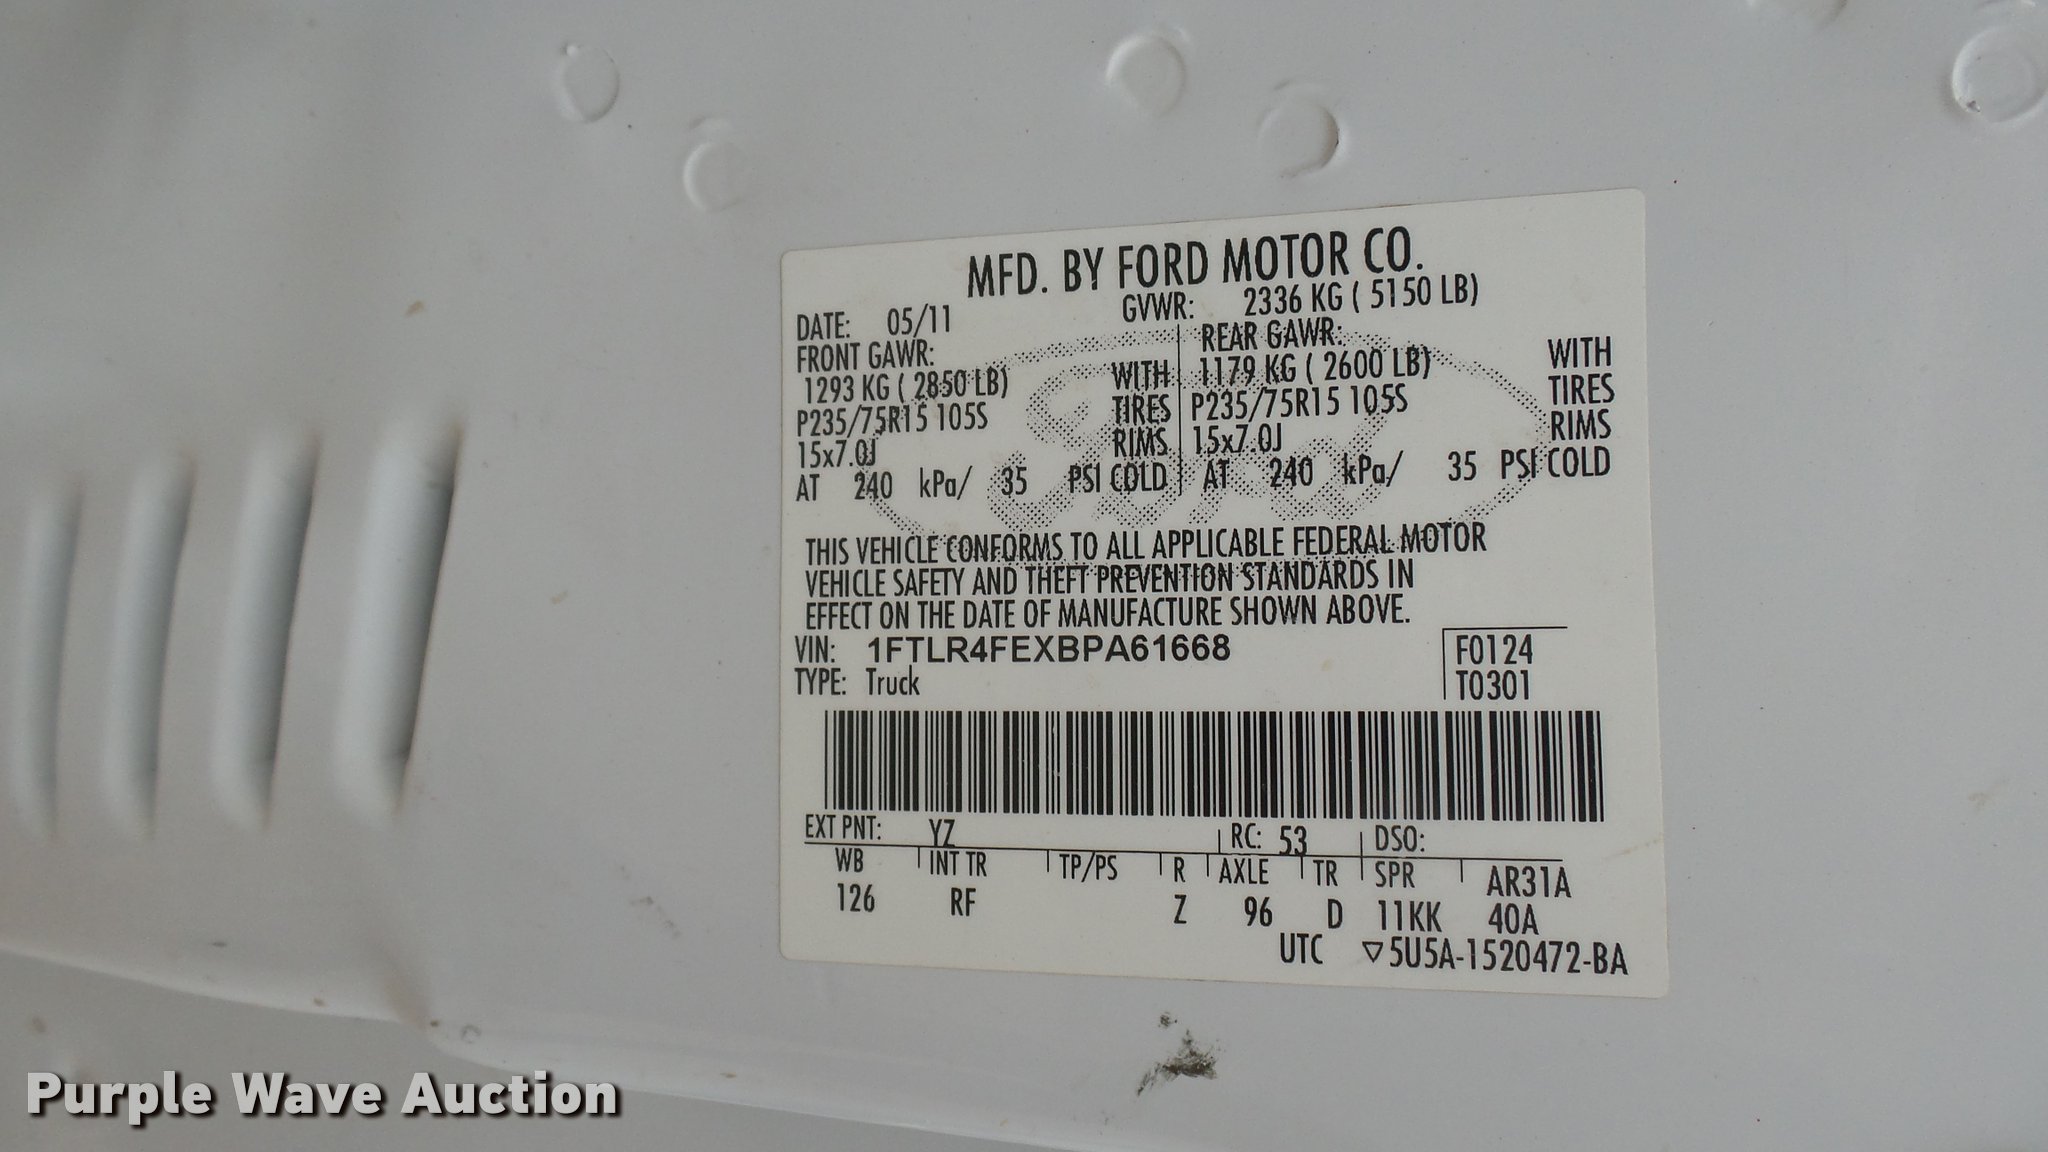 MFD. BY FORD MOTOR CO.
DATE: 05/11 GVWR: 2336 KG ( 5150 LB)
FRONT GAWR: REAR GAWR:
1293 KG ( 2850 LB) WITH 1179 KG ( 2600 LB) WITH
P235/75R15 105S TIRES P235/75R15 105S TIRES
15x7.0J RIMS 15x7.0J RIMS
AT 240 kPa/ 35 PSI COLD AT 240 kPa/ 35 PSI COLD
Ford
THIS VEHICLE CONFORMS TO ALL APPLICABLE FEDERAL MOTOR
VEHICLE SAFETY AND THEFT PREVENTION STANDARDS IN
EFFECT ON THE DATE OF MANUFACTURE SHOWN ABOVE.
VIN: 1FTLR4FEXBPA61668 F0124
TYPE: Truck T0301
EXT PNT: YZ RC: 53 DSO:
WB INT TR TP/PS R AXLE TR SPR AR31A
126 RF Z 96 D 11KK 40A
UTC ▽5U5A-1520472-BA
Purple Wave Auction